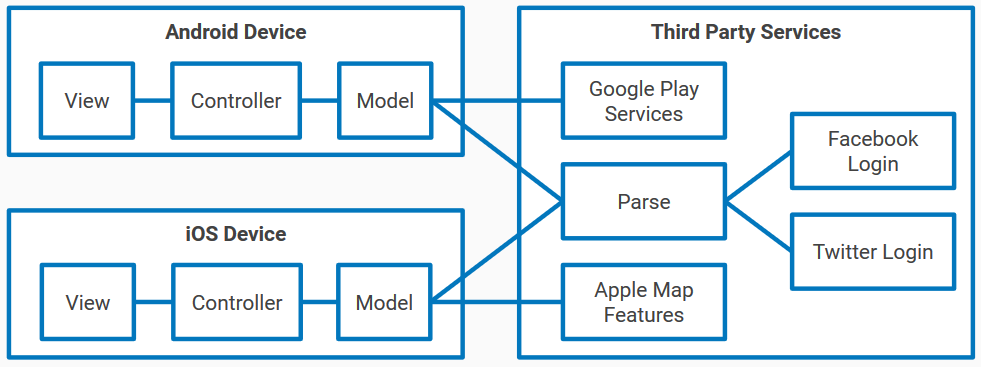 Android Device
View
Controller
Model
iOS Device
View
Controller
Model
Third Party Services
Google Play
Services
Parse
Apple Map
Features
Facebook
Login
Twitter Login